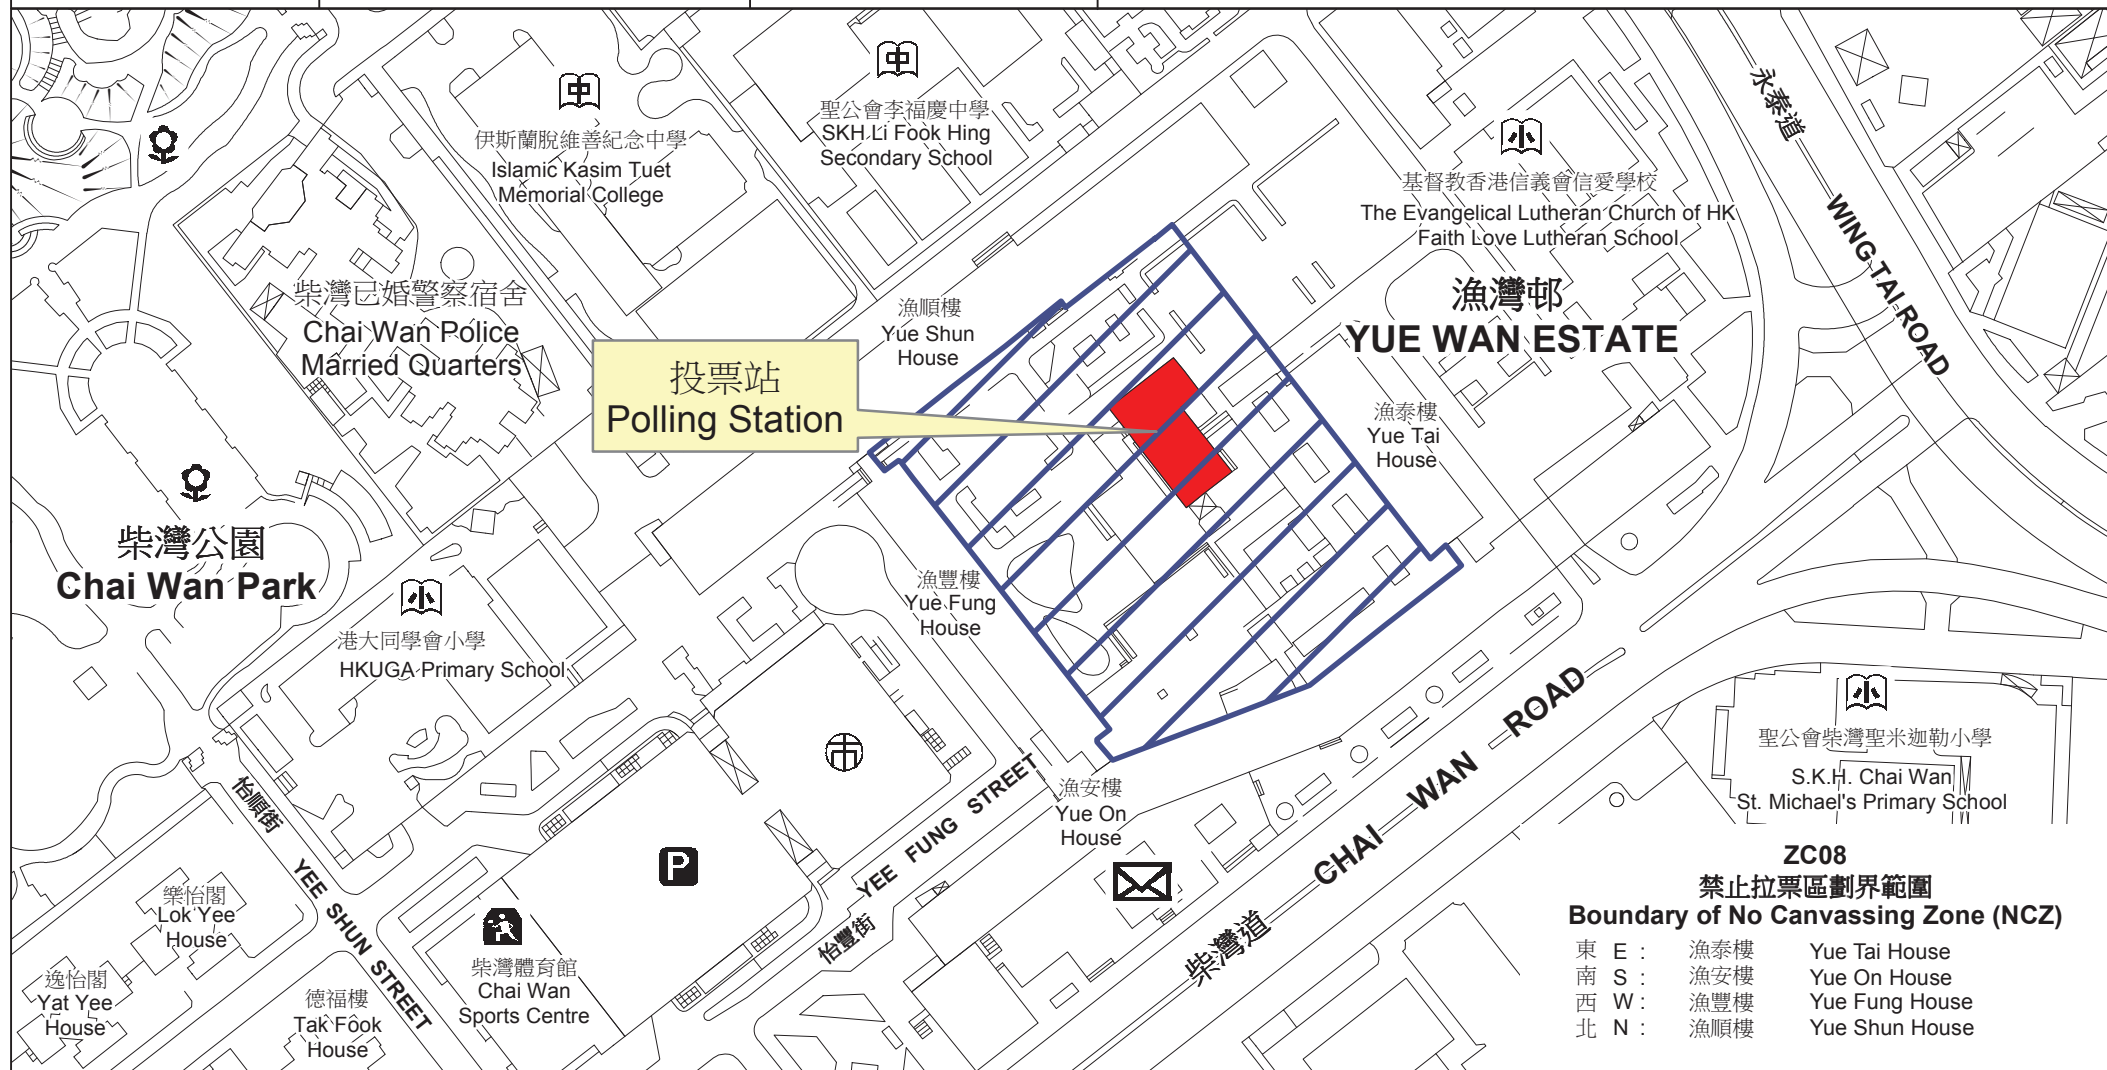 聖公會李福慶中學
SKH Li Fook Hing
Secondary School
伊斯蘭脫維善紀念中學
Islamic Kasim Tuet
Memorial College
永泰道
WING TAI ROAD
基督教香港信義會信愛學校
The Evangelical Lutheran Church of HK
Faith Love Lutheran School
柴灣已婚警察宿舍
Chai Wan Police
Married Quarters
漁順樓
Yue Shun
House
漁灣邨
YUE WAN ESTATE
投票站
Polling Station
漁泰樓
Yue Tai
House
柴灣公園
Chai Wan Park
漁豐樓
Yue Fung
House
港大同學會小學
HKUGA Primary School
聖公會柴灣聖米迦勒小學
S.K.H. Chai Wan
St. Michael's Primary School
怡順街
YEE SHUN STREET
漁安樓
Yue On
House
YEE FUNG STREET
怡豐街
CHAI WAN ROAD
柴灣道
P
樂怡閣
Lok Yee
House
逸怡閣
Yat Yee
House
德福樓
Tak Fook
House
柴灣體育館
Chai Wan
Sports Centre
ZC08
禁止拉票區劃界範圍
Boundary of No Canvassing Zone (NCZ)
東 E : 漁泰樓 Yue Tai House
南 S : 漁安樓 Yue On House
西 W : 漁豐樓 Yue Fung House
北 N : 漁順樓 Yue Shun House
中
中
小
小
小
市